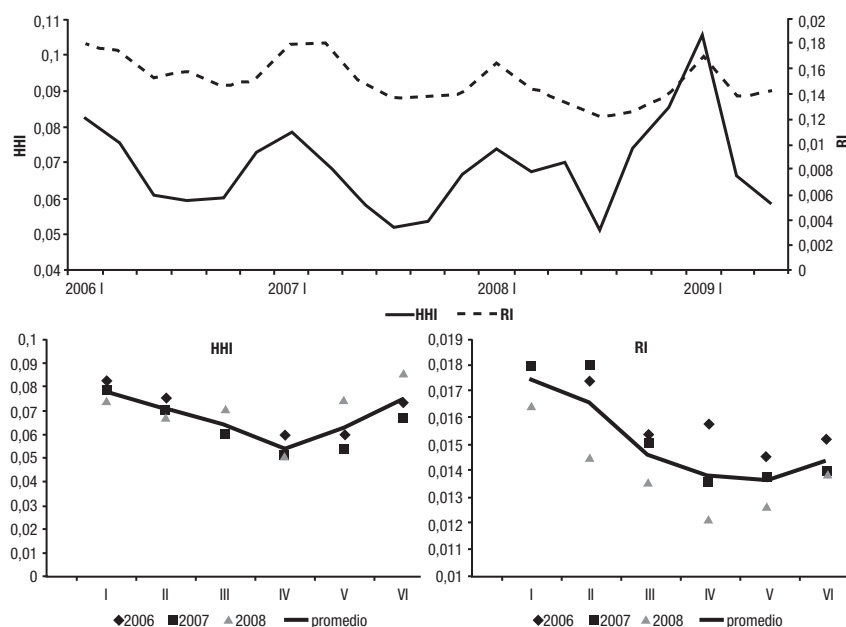 0,11
0,1
0,09
0,08
0,07
0,06
0,05
0,04
HHI
0,02
0,18
0,16
0,14
0,12
0,01
0,008
0,006
0,004
0,002
0
RI
2006 I
2007 I
2008 I
2009 I
HHI
RI
HHI
0,1
0,09
0,08
0,07
0,06
0,05
0,04
0,03
0,02
0,01
0
I
II
III
IV
V
VI
2006
2007
2008
promedio
RI
0,019
0,018
0,017
0,016
0,015
0,014
0,013
0,012
0,011
0,01
I
II
III
IV
V
VI
2006
2007
2008
promedio